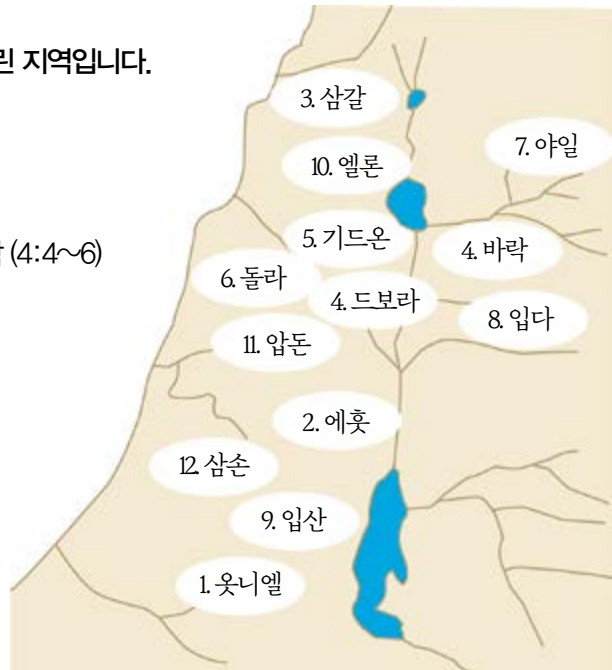 린 지역입니다.
(4:4~6)
3. 삼갈
10. 엘론
7. 야일
5. 기드온
4. 바락
6. 돌라
4. 드보라
8. 입다
11. 압돈
2. 에훗
12. 삼손
9. 입산
1. 옷니엘